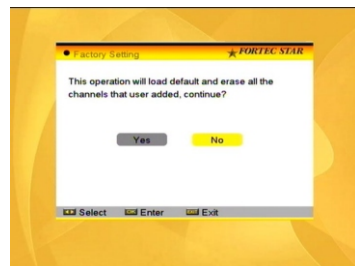 Factory Setting FORTEC STAR
This operation will load default and erase all the
channels that user added, continue?
Yes No
Select Enter Exit